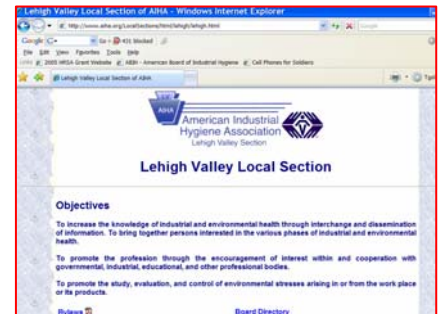 Lehigh Valley Local Section of AIHA - Windows Internet Explorer
http://www.aiha.org/LocalSections/html/lehigh/lehigh.html
Google
Go
431 blocked
File Edit View Favorites Tools Help
2005 HRSA Grant Website ABIH - American Board of Industrial Hygiene Cell Phones for Soldiers
Lehigh Valley Local Section of AIHA
AIHA
American Industrial
Hygiene Association
Lehigh Valley Section
Lehigh Valley Local Section
Objectives
To increase the knowledge of industrial and environmental health through interchange and dissemination
of information. To bring together persons interested in the various phases of industrial and environmental
health.
To promote the profession through the encouragement of interest within and cooperation with
governmental, industrial, educational, and other professional bodies.
To promote the study, evaluation, and control of environmental stresses arising in or from the work place
or its products.
Bylaws Board Directory